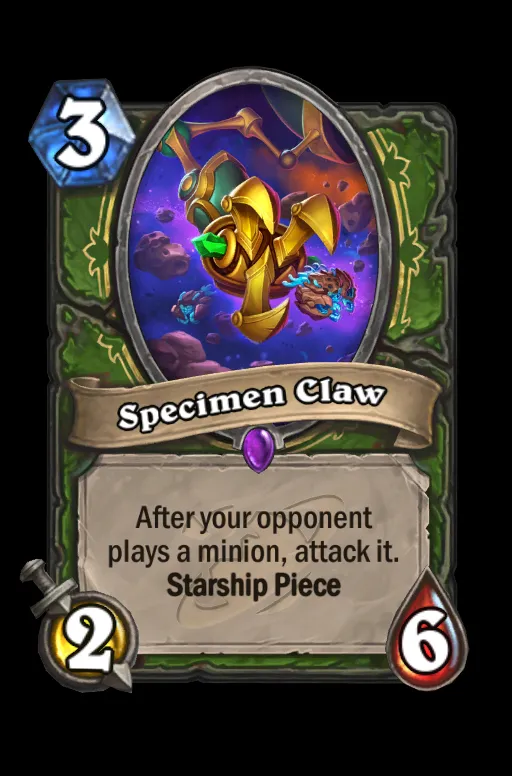 3
Specimen Claw
After your opponent
plays a minion, attack it.
Starship Piece
2
6